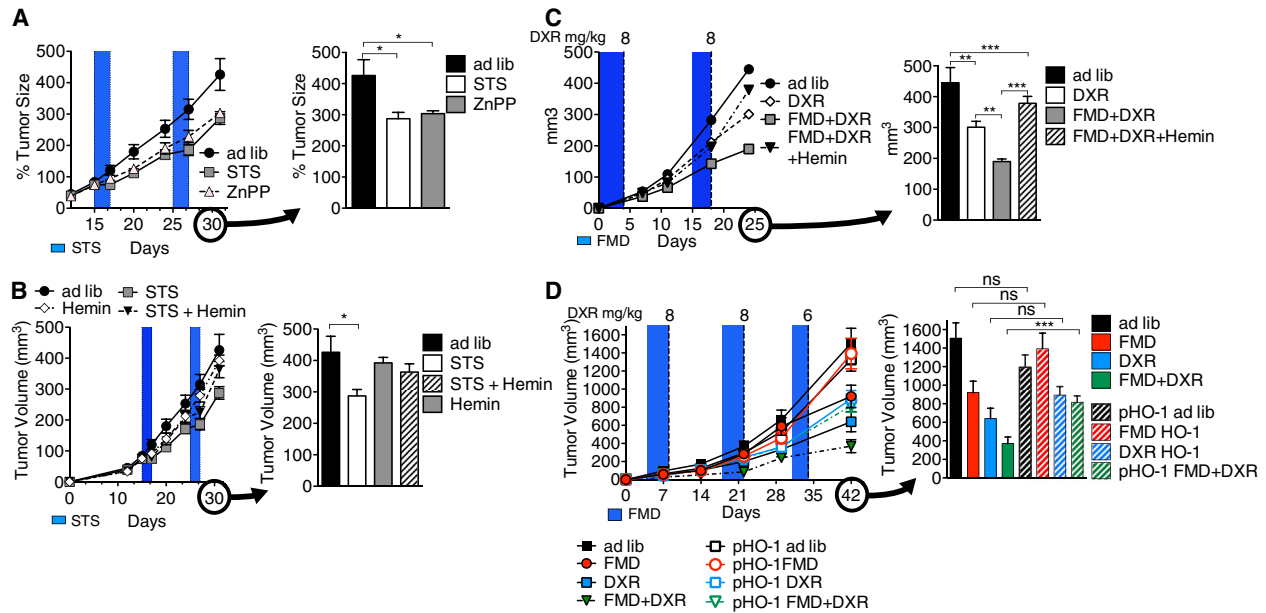 A
% Tumor Size
500
400
300
200
100
0
15
20
25
30
Days
ad lib
STS
ZnPP
STS
% Tumor Size
500
400
300
200
100
0
*
*
ad lib
STS
ZnPP
B
ad lib
STS
Hemin
STS + Hemin
Tumor Volume (mm3)
500
400
300
200
100
0
0
10
20
30
Days
STS
Tumor Volume (mm3)
500
400
300
200
100
0
*
ad lib
STS
STS + Hemin
Hemin
C
DXR mg/kg
8
8
mm3
500
400
300
200
100
0
0
5
10
15
20
25
Days
FMD
ad lib
DXR
FMD+DXR
FMD+DXR
+Hemin
mm3
500
400
300
200
100
0
***
**
***
**
ad lib
DXR
FMD+DXR
FMD+DXR+Hemin
D
DXR mg/kg
8
8
6
Tumor Volume (mm3)
1600
1400
1200
1000
800
600
400
200
0
0
7
14
21
28
35
42
Days
FMD
ad lib
pHO-1 ad lib
FMD
pHO-1FMD
DXR
pHO-1 DXR
FMD+DXR
pHO-1 FMD+DXR
Tumor Volume (mm3)
1600
1400
1200
1000
800
600
400
0
ns
ns
ns
***
ad lib
FMD
DXR
FMD+DXR
pHO-1 ad lib
FMD HO-1
DXR HO-1
pHO-1 FMD+DXR